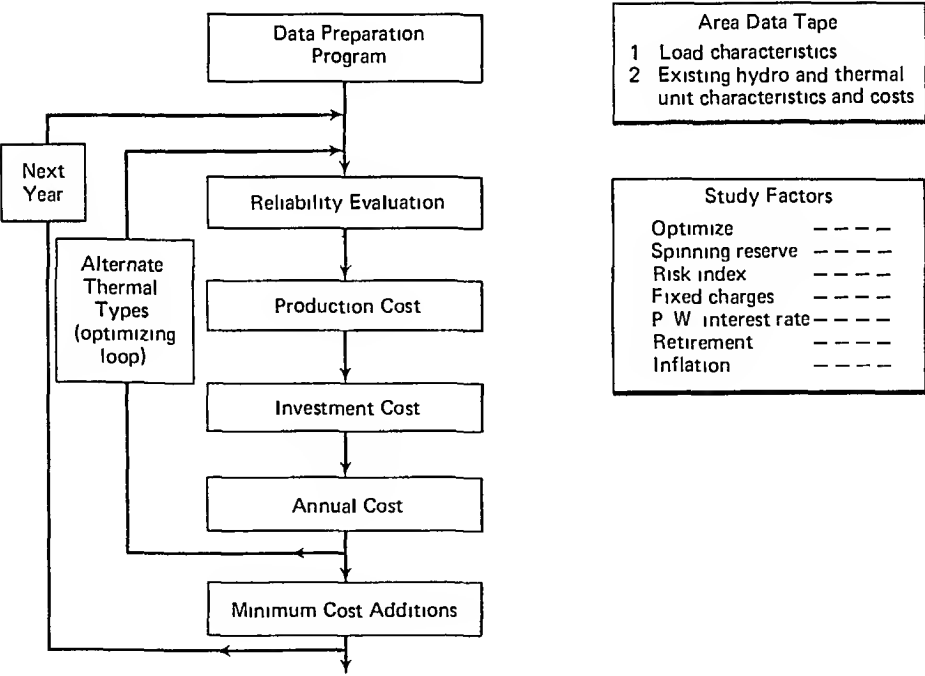 Data Preparation
Program
Next
Year
Alternate
Thermal
Types
(optimizing
loop)
Reliability Evaluation
Production Cost
Investment Cost
Annual Cost
Minimum Cost Additions
Area Data Tape
1 Load characteristics
2 Existing hydro and thermal
unit characteristics and costs
Study Factors
Optimize – – – –
Spinning reserve – – – –
Risk index – – – –
Fixed charges – – – –
P W interest rate – – – –
Retirement – – – –
Inflation – – – –